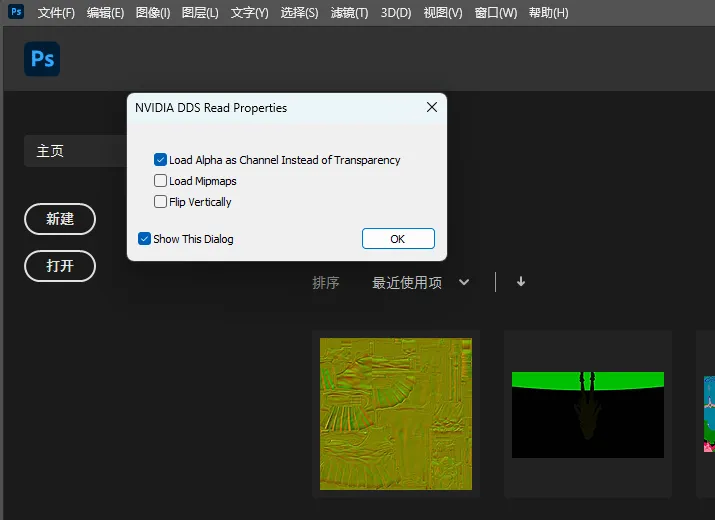 Ps 文件(F) 编辑(E) 图像(I) 图层(L) 文字(Y) 选择(S) 滤镜(T) 3D(D) 视图(V) 窗口(W) 帮助(H)
Ps
NVIDIA DDS Read Properties
Load Alpha as Channel Instead of Transparency
Load Mipmaps
Flip Vertically
Show This Dialog OK
主页
新建
打开
排序 最近使用项